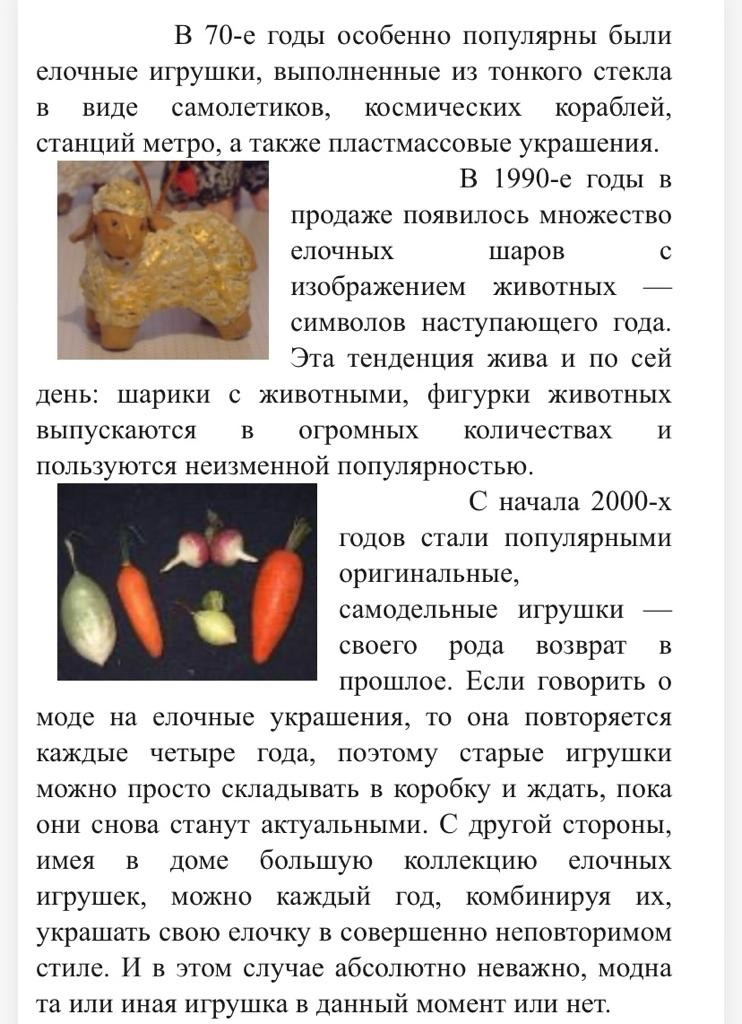 В 70-е годы особенно популярны были
елочные игрушки, выполненные из тонкого стекла
в виде самолетиков, космических кораблей,
станций метро, а также пластмассовые украшения.
В 1990-е годы в
продаже появилось множество
елочных шаров с
изображением животных —
символов наступающего года.
Эта тенденция жива и по сей
день: шарики с животными, фигурки животных
выпускаются в огромных количествах и
пользуются неизменной популярностью.
С начала 2000-х
годов стали популярными
оригинальные,
самодельные игрушки —
своего рода возврат в
прошлое. Если говорить о
моде на елочные украшения, то она повторяется
каждые четыре года, поэтому старые игрушки
можно просто складывать в коробку и ждать, пока
они снова станут актуальными. С другой стороны,
имея в доме большую коллекцию елочных
игрушек, можно каждый год, комбинируя их,
украшать свою елочку в совершенно неповторимом
стиле. И в этом случае абсолютно неважно, модна
та или иная игрушка в данный момент или нет.